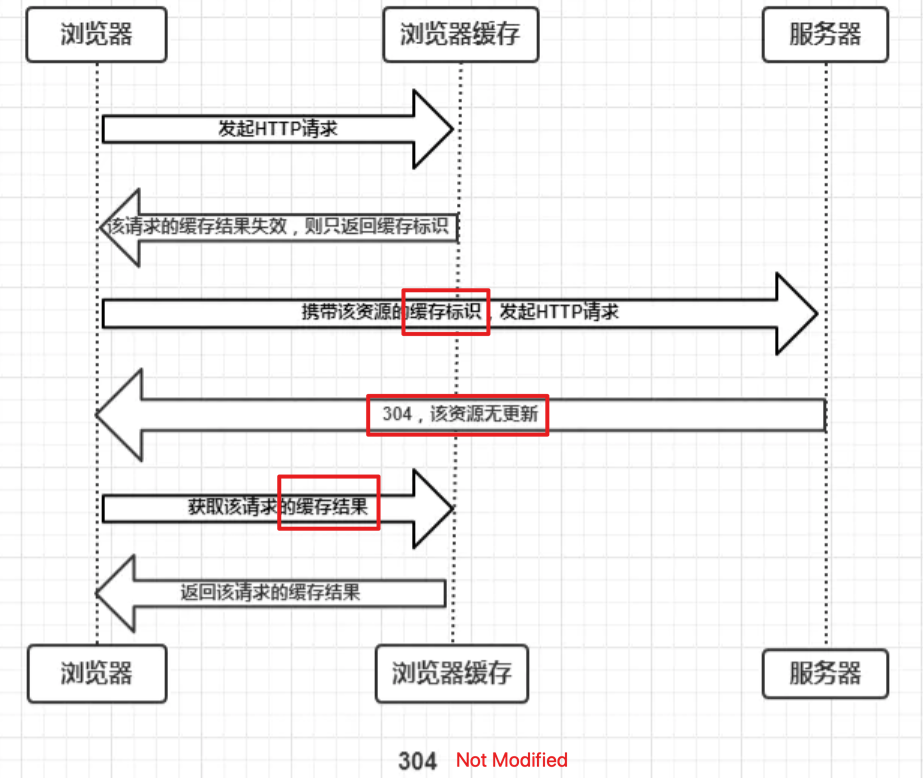 浏览器
浏览器缓存
服务器
发起HTTP请求
该请求的缓存结果失效，则只返回缓存标识
携带该资源的缓存标识，发起HTTP请求
304，该资源无更新
获取该请求的缓存结果
返回该请求的缓存结果
浏览器
浏览器缓存
服务器
304 Not Modified